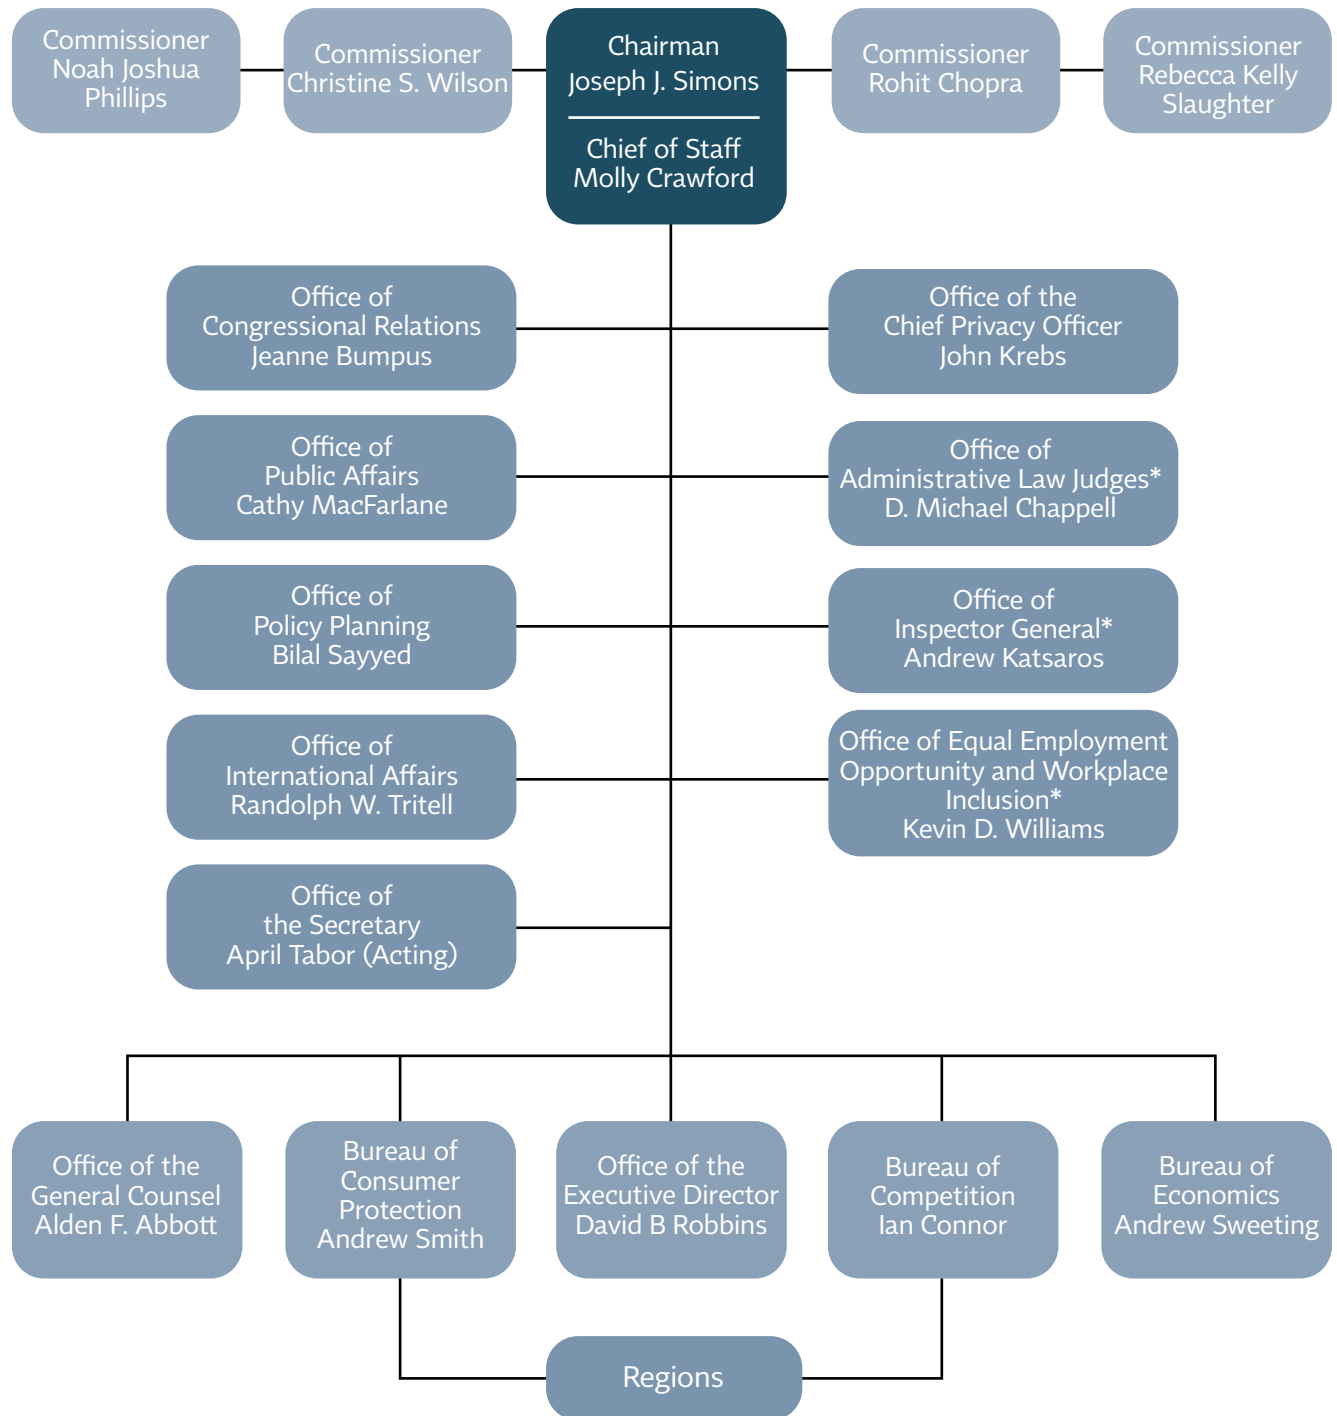 Commissioner
Noah Joshua
Phillips
Commissioner
Christine S. Wilson
Chairman
Joseph J. Simons
Chief of Staff
Molly Crawford
Commissioner
Rohit Chopra
Commissioner
Rebecca Kelly
Slaughter
Office of
Congressional Relations
Jeanne Bumpus
Office of the
Chief Privacy Officer
John Krebs
Office of
Public Affairs
Cathy MacFarlane
Office of
Administrative Law Judges*
D. Michael Chappell
Office of
Policy Planning
Bilal Sayyed
Office of
Inspector General*
Andrew Katsaros
Office of
International Affairs
Randolph W. Tritell
Office of Equal Employment
Opportunity and Workplace
Inclusion*
Kevin D. Williams
Office of
the Secretary
April Tabor (Acting)
Office of the
General Counsel
Alden F. Abbott
Bureau of
Consumer
Protection
Andrew Smith
Office of the
Executive Director
David B Robbins
Bureau of
Competition
Ian Connor
Bureau of
Economics
Andrew Sweeting
Regions